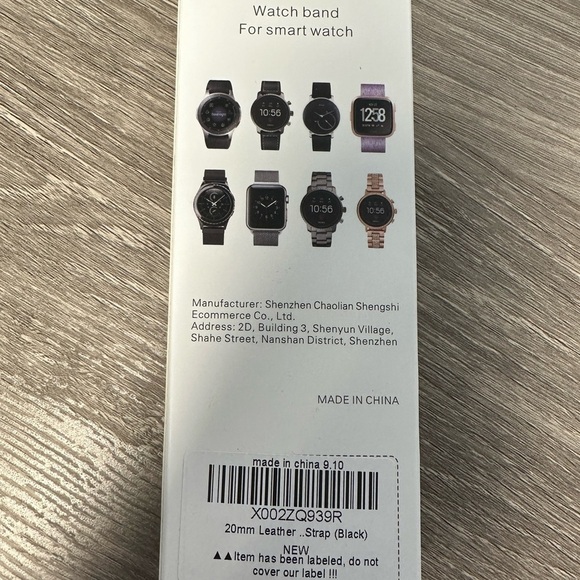 Watch band
For smart watch
10:56
12:58
10:56
10:56
Manufacturer: Shenzhen Chaolian Shengshi
Ecommerce Co., Ltd.
Address: 2D, Building 3, Shenyun Village,
Shahe Street, Nanshan District, Shenzhen
MADE IN CHINA
made in china 9.10
X002ZQ939R
20mm Leather ..Strap (Black)
NEW
▲▲Item has been labeled, do not
cover our label !!!